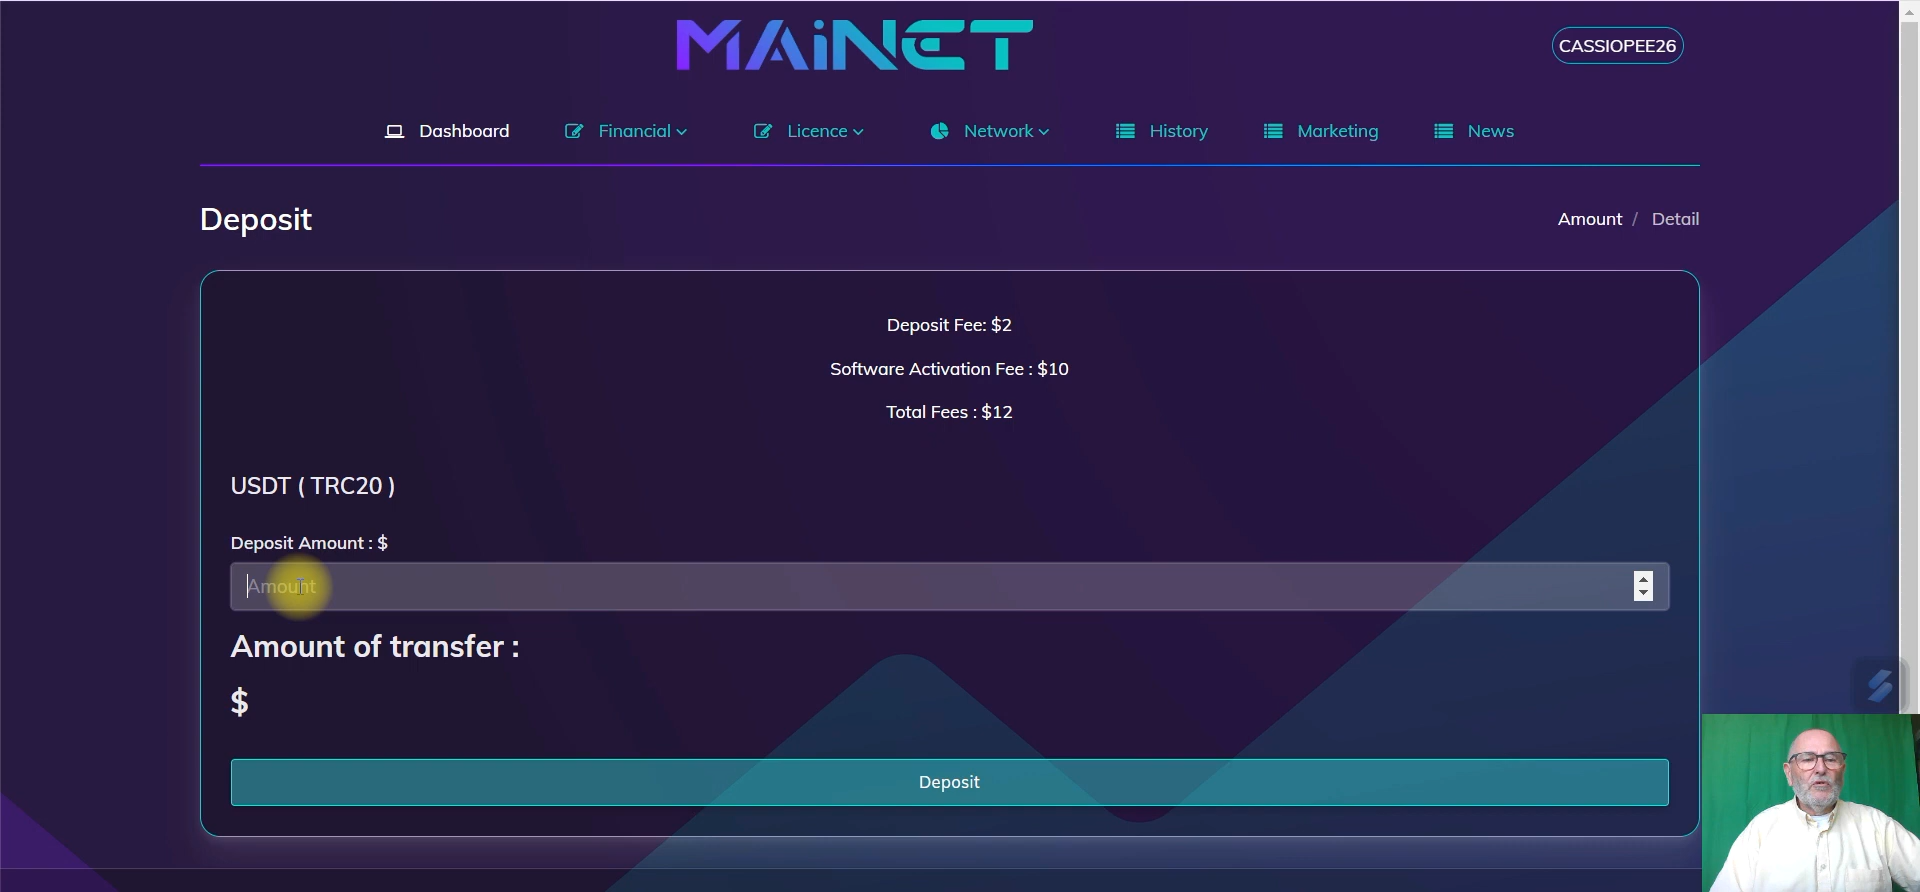 MAiNET
CASSIOPEE26
Dashboard
Financial
Licence
Network
History
Marketing
News
Deposit
Amount / Detail
Deposit Fee: $2
Software Activation Fee : $10
Total Fees : $12
USDT ( TRC20 )
Deposit Amount : $
Amount
Amount of transfer :
$
Deposit